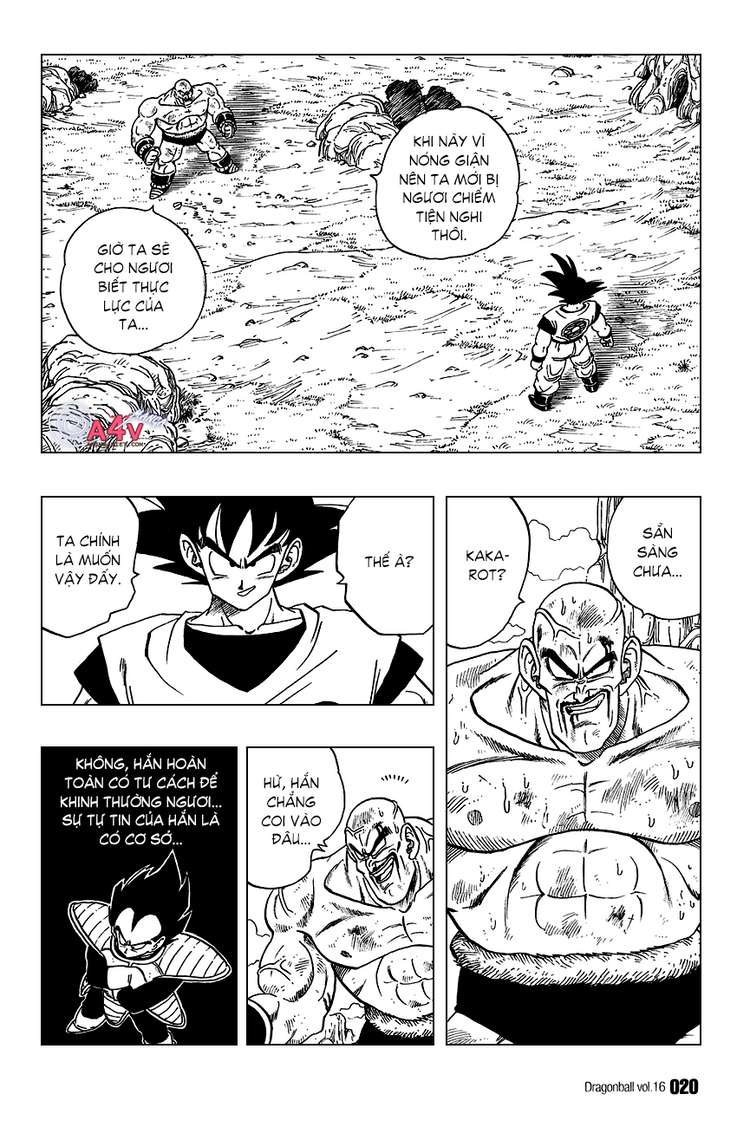 KHI NÃY VÌ
NÓNG GIẬN
NÊN TA MỚI BỊ
NGƯƠI CHIẾM
TIỆN NGHI
THÔI.
GIỜ TA SẼ
CHO NGƯƠI
BIẾT THỰC
LỰC CỦA
TA...
A4V
SẲN
SÀNG
CHƯA...
KAKA-
ROT?
THẾ À?
TA CHÍNH
LÀ MUỐN
VẬY ĐẤY.
HỪ, HẮN
CHẲNG
COI VÀO
ĐÂU...
KHÔNG, HẮN HOÀN
TOÀN CÓ TƯ CÁCH ĐỂ
KHINH THƯỜNG NGƯƠI...
SỰ TỰ TIN CỦA HẮN LÀ
CÓ CƠ SỞ...
Dragonball vol.16 020